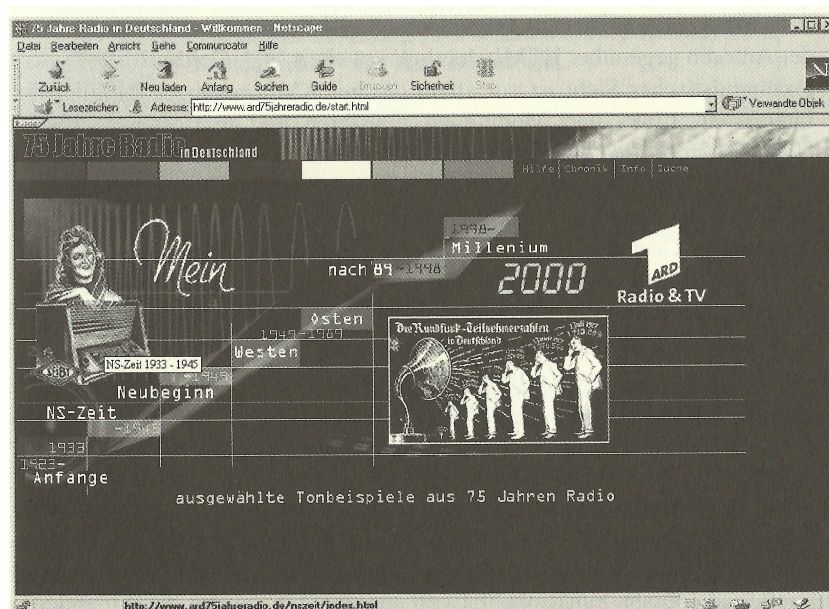 75 Jahre Radio in Deutschland - Willkommen - Netscape
Datei Bearbeiten Ansicht Gehe Communicator Hilfe
Zurück Vor Neu laden Anfang Suchen Guide Drucken Sicherheit Stop
Lesezeichen Adresse: http://www.ard75jahreradio.de/start.html Verwandte Objek
75 Jahre Radio in Deutschland
Hilfe Chronik Info Suche
1998-
Millenium
Mein
nach 89 -1998
2000
1 ARD
Radio & TV
Osten
1949-1989
Westen
Die Rundfunk-Teilnehmerzahlen
in Deutschland
SABA
NS-Zeit 1933 - 1945
-1949
Neubeginn
NS-Zeit
-1945
1933
1923-
Anfänge
ausgewählte Tonbeispiele aus 75 Jahren Radio
http://www.ard75jahreradio.de/nszeit/index.html